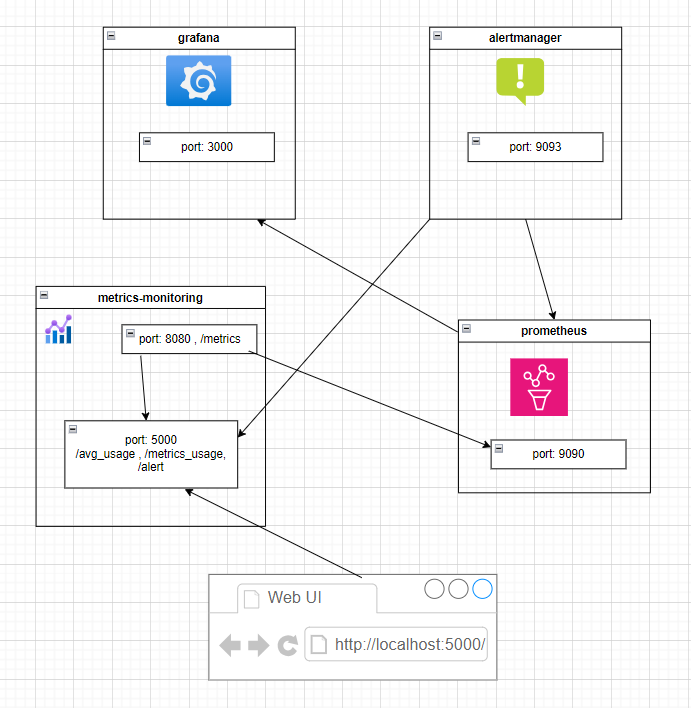 grafana
port: 3000
alertmanager
!
port: 9093
metrics-monitoring
port: 8080 , /metrics
port: 5000
/avg_usage , /metrics_usage,
/alert
prometheus
port: 9090
Web UI
http://localhost:5000/